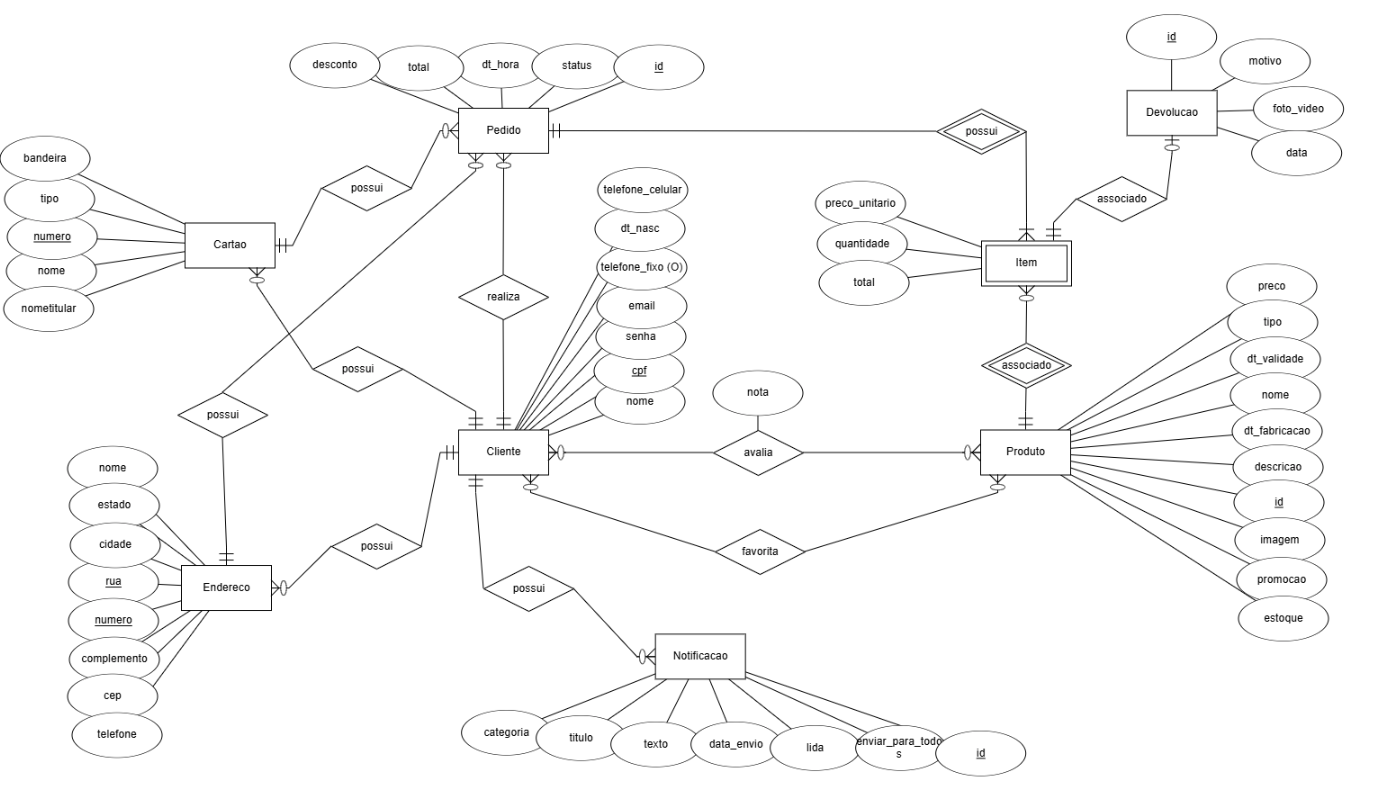 id
motivo
desconto
total
dt_hora
status
id
Devolucao
foto_video
Pedido
possui
data
bandeira
possui
telefone_celular
tipo
associado
preco_unitario
dt_nasc
numero
Cartao
quantidade
telefone_fixo (O)
Item
nome
total
preco
realiza
email
nometitular
tipo
senha
dt_validade
possui
cpf
associado
nota
nome
nome
possui
dt_fabricacao
Cliente
avalia
Produto
nome
descricao
estado
id
cidade
possui
favorita
imagem
rua
Endereco
possui
promocao
numero
estoque
complemento
Notificacao
cep
telefone
categoria
titulo
texto
data_envio
lida
enviar_para_todo
s
id